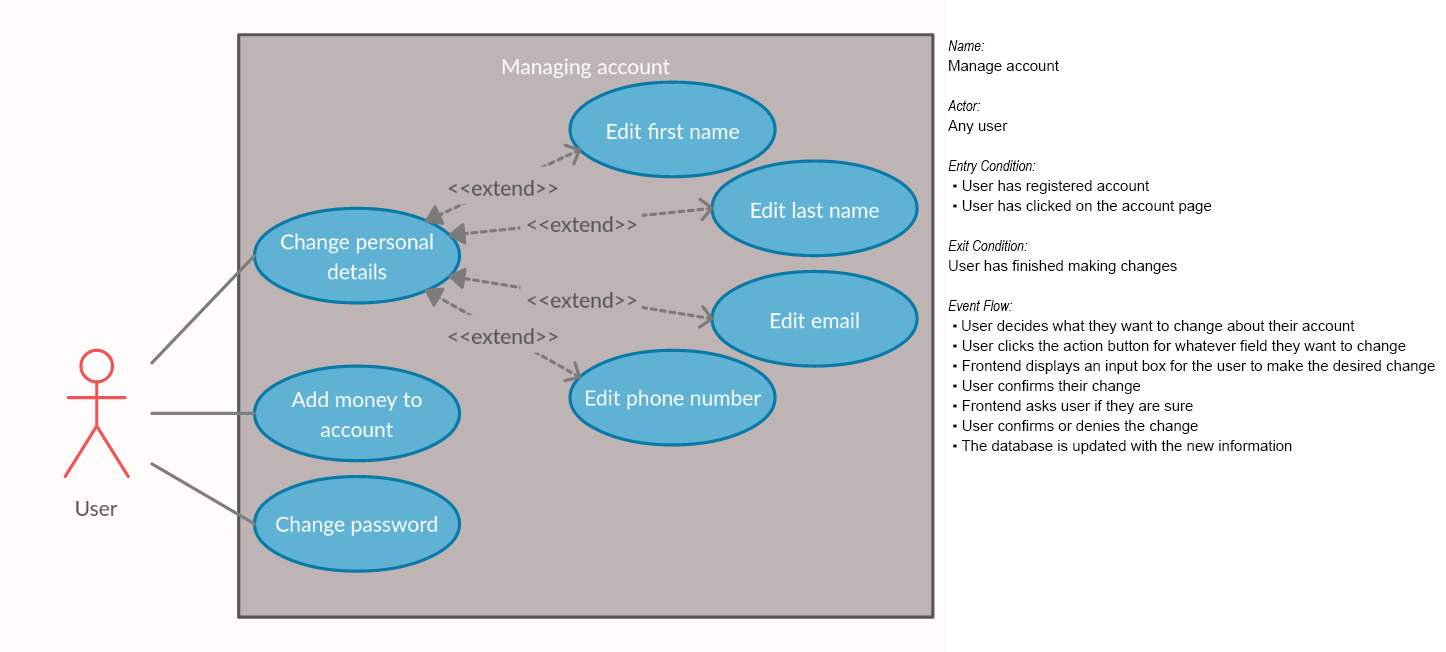 Managing account
Edit first name
<<extend>>
Edit last name
<<extend>>
Change personal
details
<<extend>>
Edit email
<<extend>>
Edit phone number
Add money to
account
User
Change password
Name:
Manage account
Actor:
Any user
Entry Condition:
▪ User has registered account
▪ User has clicked on the account page
Exit Condition:
User has finished making changes
Event Flow:
▪ User decides what they want to change about their account
▪ User clicks the action button for whatever field they want to change
▪ Frontend displays an input box for the user to make the desired change
▪ User confirms their change
▪ Frontend asks user if they are sure
▪ User confirms or denies the change
▪ The database is updated with the new information